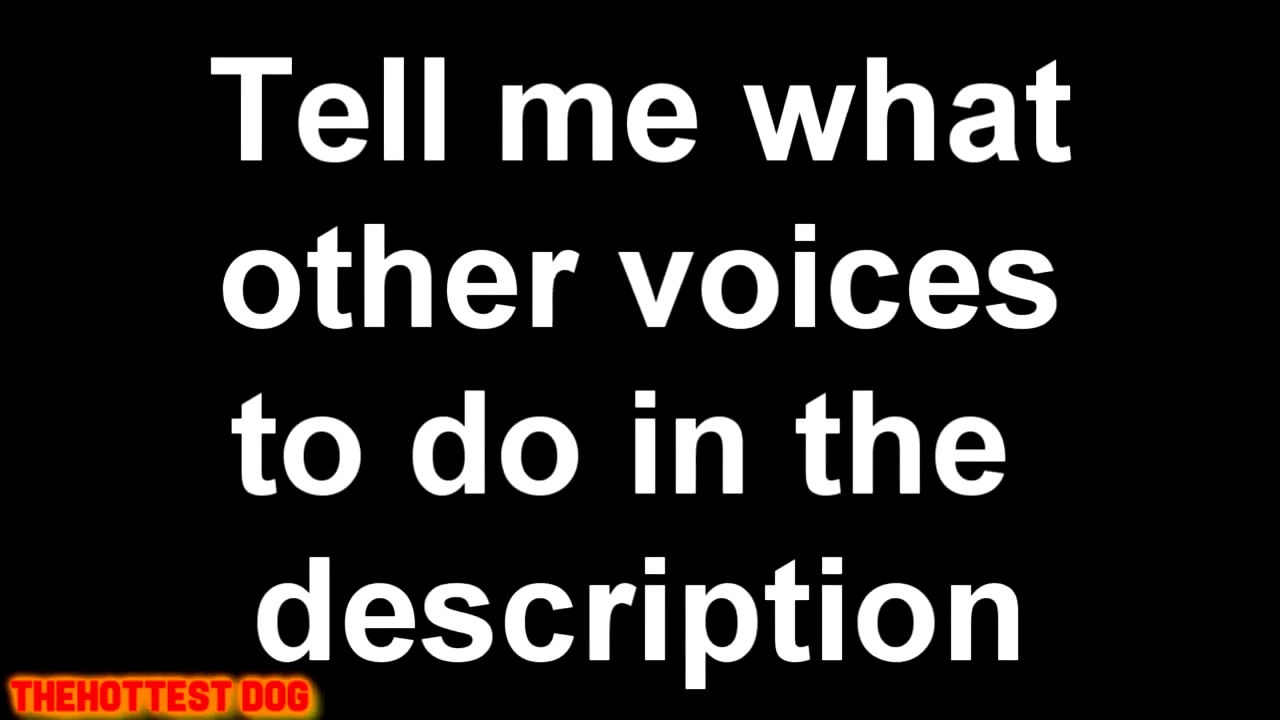 Tell me what
other voices
to do in the
description
THEHOTTEST DOG